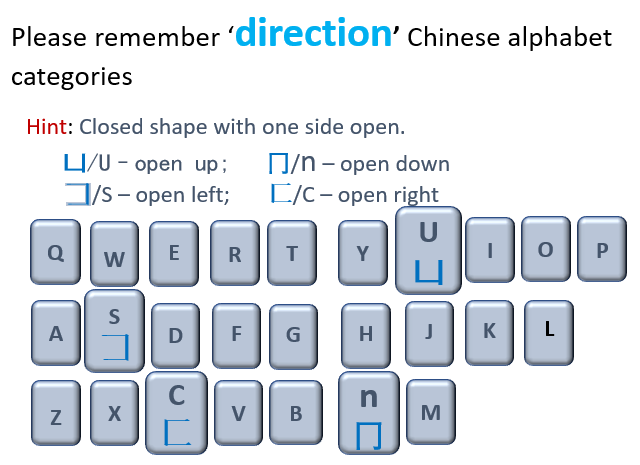 Please remember ‘direction’ Chinese alphabet
categories
Hint: Closed shape with one side open.
凵/U – open up; 冂/n – open down
コ/S – open left; 匚/C – open right
Q W E R T Y U I O P
凵
A S D F G H J K L
コ
Z X C V B n M
匚 冂